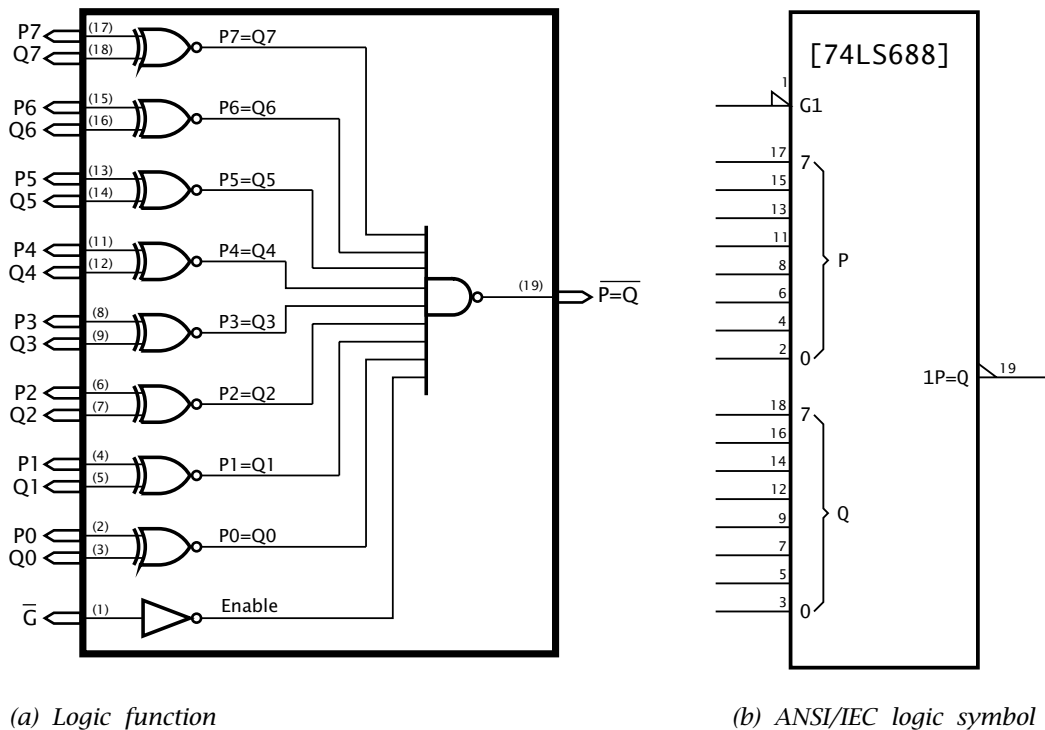 P7 (17) P7=Q7
Q7 (18)
P6 (15) P6=Q6
Q6 (16)
P5 (13) P5=Q5
Q5 (14)
P4 (11) P4=Q4
Q4 (12)
P3 (8) P3=Q3
Q3 (9)
P2 (6) P2=Q2
Q2 (7)
P1 (4) P1=Q1
Q1 (5)
P0 (2) P0=Q0
Q0 (3)
G̅ (1) Enable
(19) P̅=̅Q̅
(a) Logic function
[74LS688]
1 G1
17 7
15
13
11 P
8
6
4
2 0
1P=Q 19
18 7
16
14
12
9 Q
7
5
3 0
(b) ANSI/IEC logic symbol